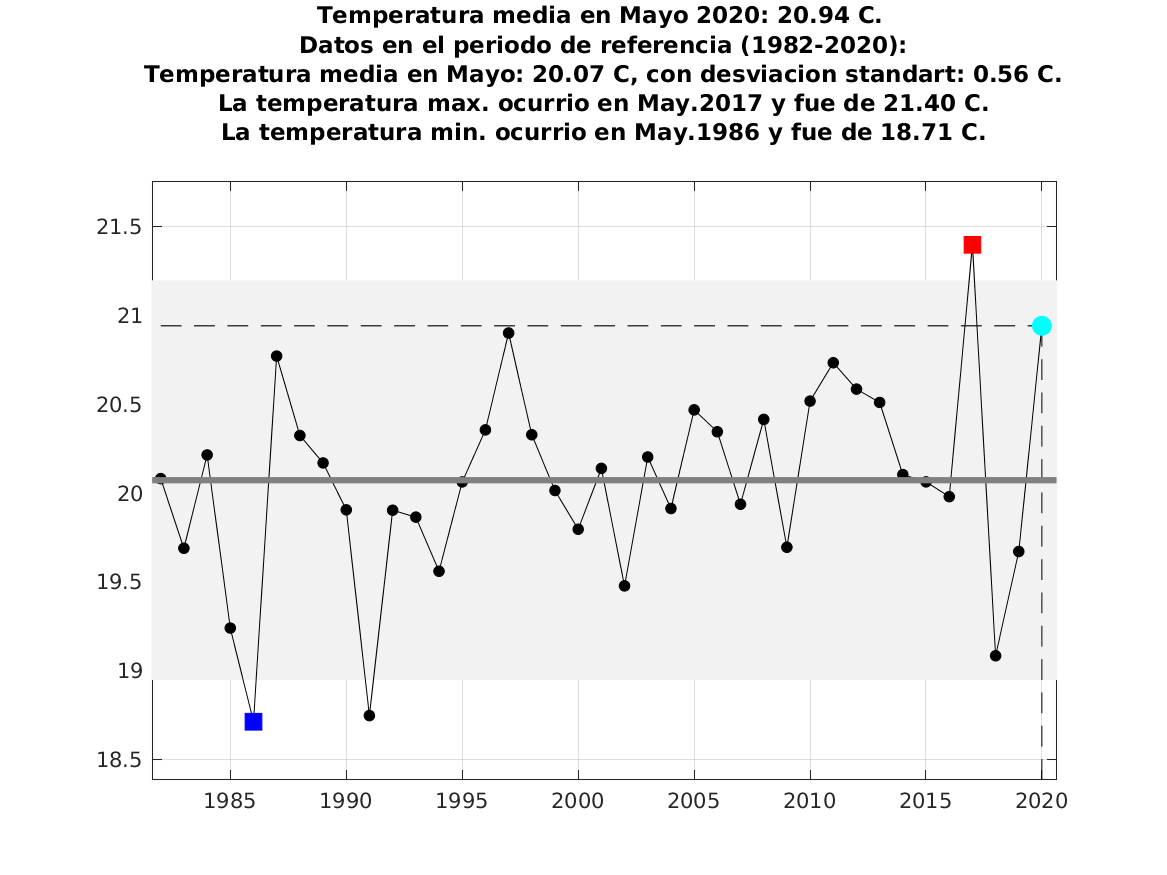 Temperatura media en Mayo 2020: 20.94 C.
Datos en el periodo de referencia (1982-2020):
Temperatura media en Mayo: 20.07 C, con desviacion standart: 0.56 C.
La temperatura max. ocurrio en May.2017 y fue de 21.40 C.
La temperatura min. ocurrio en May.1986 y fue de 18.71 C.
21.5
21
20.5
20
19.5
19
18.5
1985 1990 1995 2000 2005 2010 2015 2020